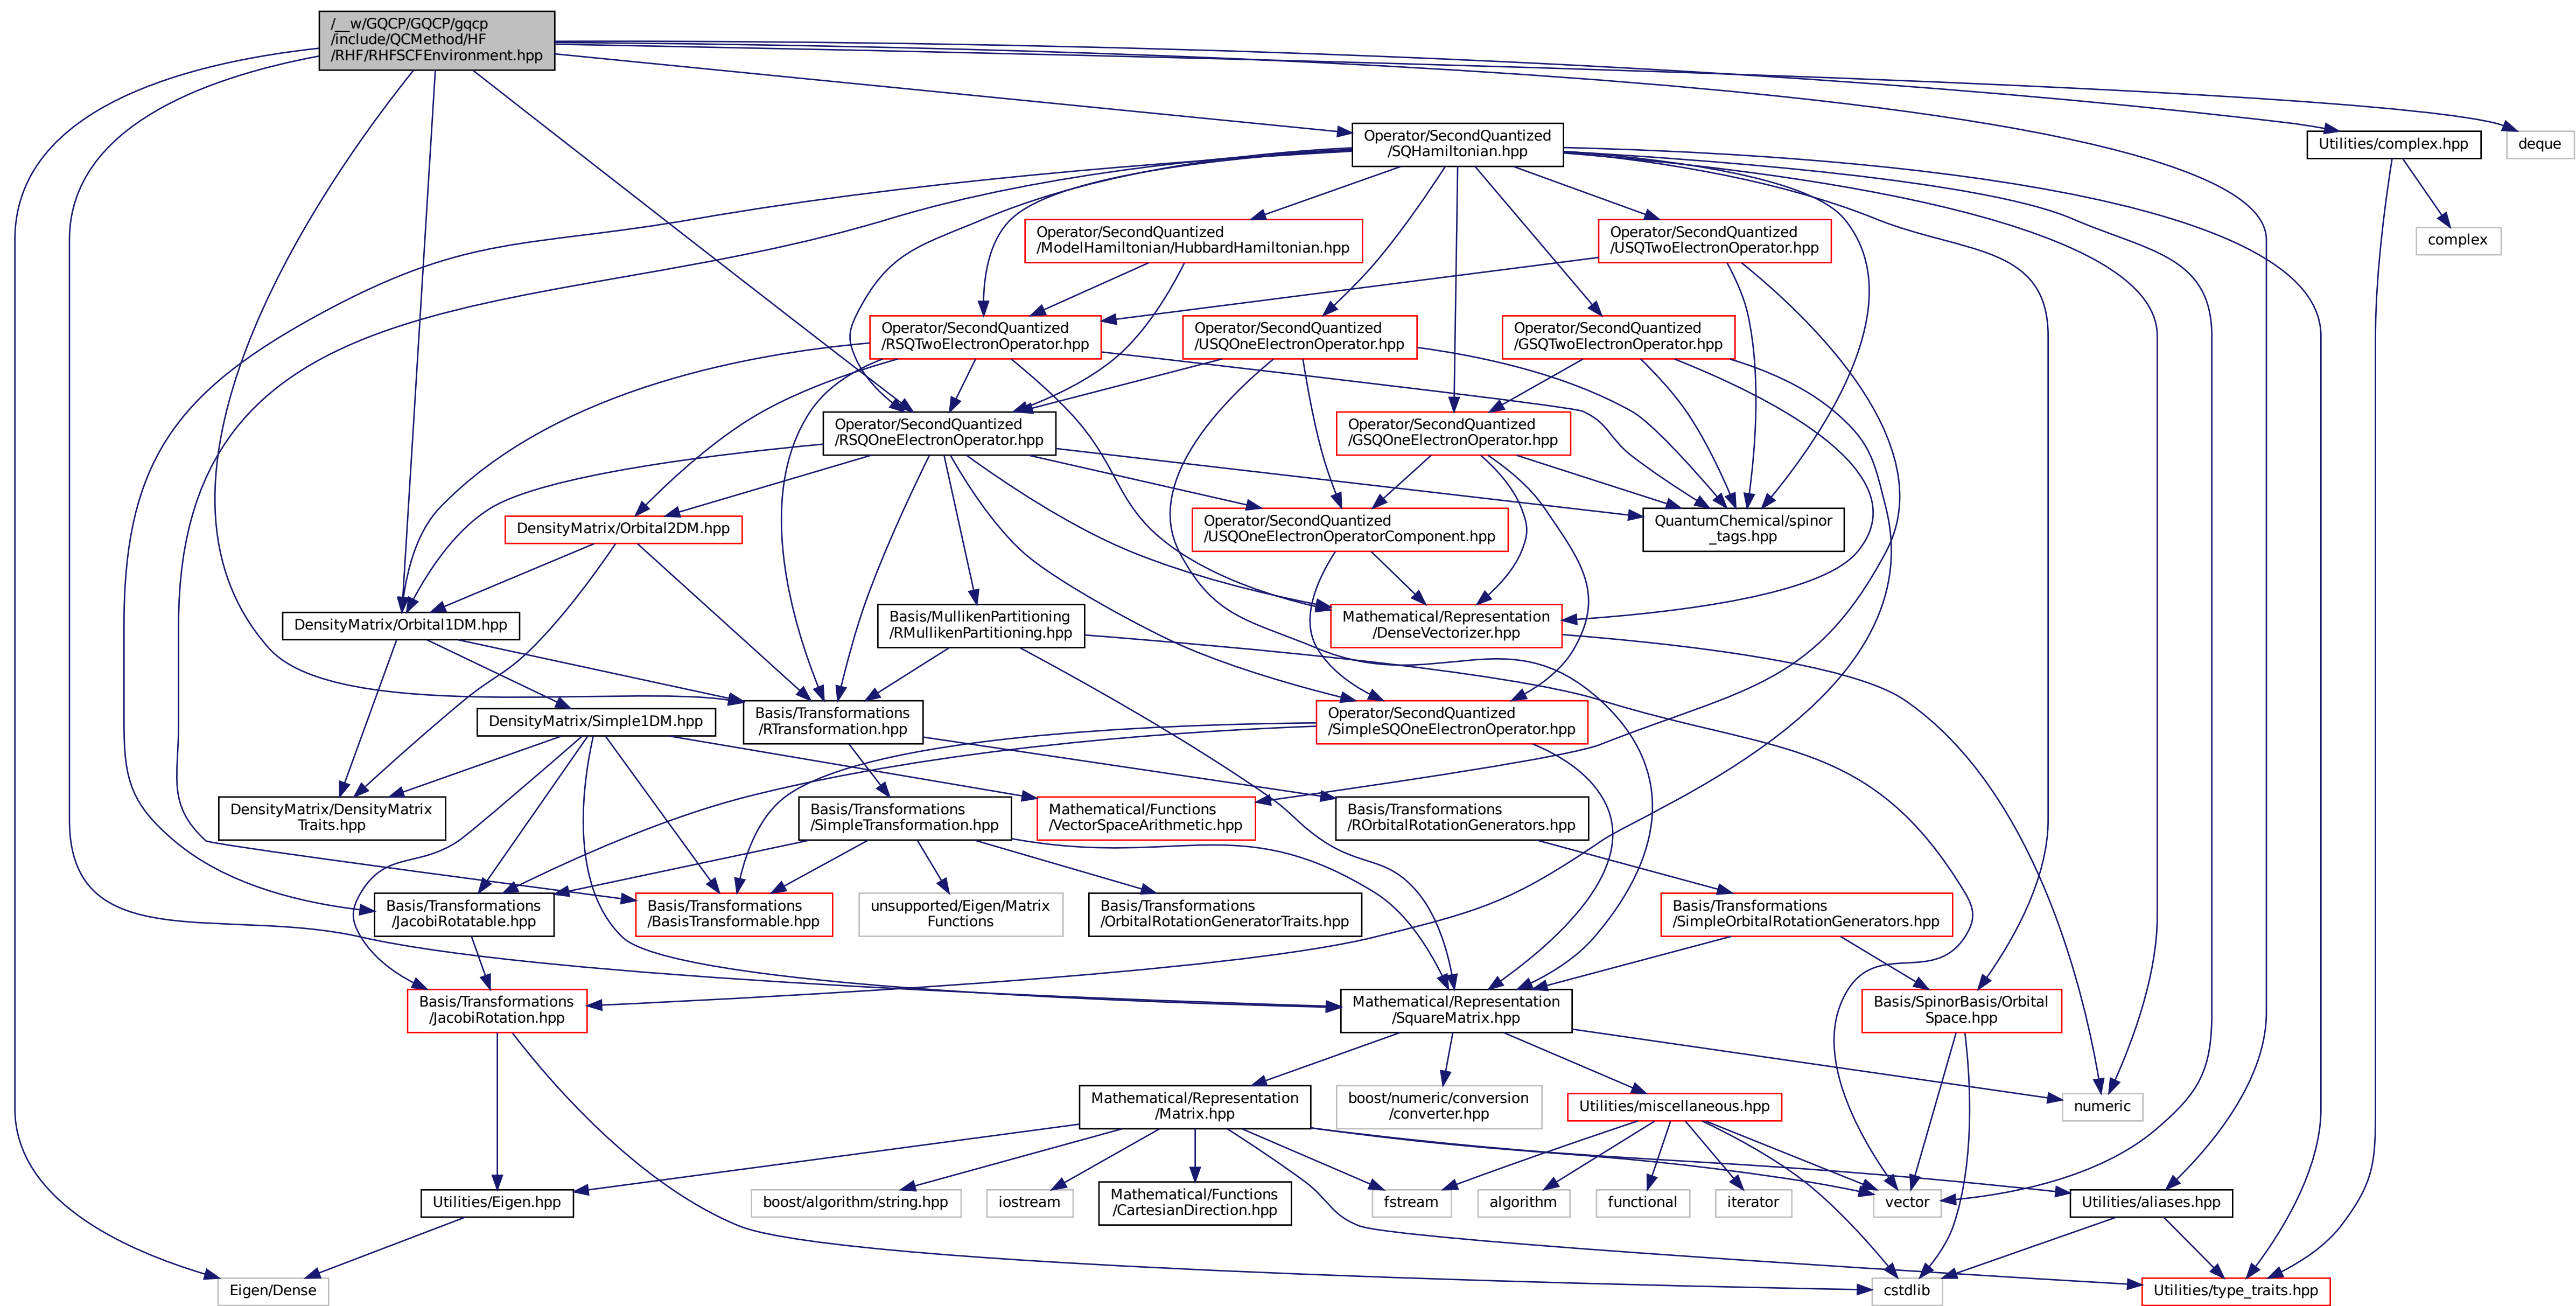 /__w/GQCP/GQCP/gqcp
/include/QCMethod/HF
/RHF/RHFSCFEnvironment.hpp
Operator/SecondQuantized
/SQHamiltonian.hpp
Utilities/complex.hpp
deque
Operator/SecondQuantized
/ModelHamiltonian/HubbardHamiltonian.hpp
Operator/SecondQuantized
/USQTwoElectronOperator.hpp
complex
Operator/SecondQuantized
/RSQTwoElectronOperator.hpp
Operator/SecondQuantized
/USQOneElectronOperator.hpp
Operator/SecondQuantized
/GSQTwoElectronOperator.hpp
Operator/SecondQuantized
/RSQOneElectronOperator.hpp
Operator/SecondQuantized
/GSQOneElectronOperator.hpp
DensityMatrix/Orbital2DM.hpp
Operator/SecondQuantized
/USQOneElectronOperatorComponent.hpp
QuantumChemical/spinor
_tags.hpp
DensityMatrix/Orbital1DM.hpp
Basis/MullikenPartitioning
/RMullikenPartitioning.hpp
Mathematical/Representation
/DenseVectorizer.hpp
DensityMatrix/Simple1DM.hpp
Basis/Transformations
/RTransformation.hpp
Operator/SecondQuantized
/SimpleSQOneElectronOperator.hpp
DensityMatrix/DensityMatrix
Traits.hpp
Basis/Transformations
/SimpleTransformation.hpp
Mathematical/Functions
/VectorSpaceArithmetic.hpp
Basis/Transformations
/ROrbitalRotationGenerators.hpp
Basis/Transformations
/JacobiRotatable.hpp
Basis/Transformations
/BasisTransformable.hpp
unsupported/Eigen/Matrix
Functions
Basis/Transformations
/OrbitalRotationGeneratorTraits.hpp
Basis/Transformations
/SimpleOrbitalRotationGenerators.hpp
Basis/Transformations
/JacobiRotation.hpp
Mathematical/Representation
/SquareMatrix.hpp
Basis/SpinorBasis/Orbital
Space.hpp
Mathematical/Representation
/Matrix.hpp
boost/numeric/conversion
/converter.hpp
Utilities/miscellaneous.hpp
numeric
Utilities/Eigen.hpp
boost/algorithm/string.hpp
iostream
Mathematical/Functions
/CartesianDirection.hpp
fstream
algorithm
functional
iterator
vector
Utilities/aliases.hpp
Eigen/Dense
cstdlib
Utilities/type_traits.hpp